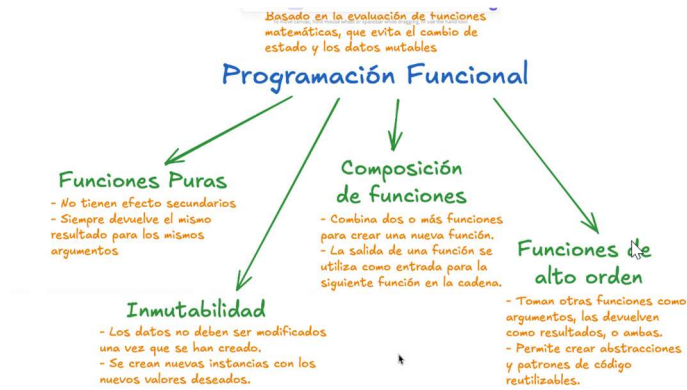 Basado en la evaluación de funciones
matemáticas, que evita el cambio de
estado y los datos mutables
Programación Funcional
Funciones Puras
- No tienen efecto secundarios
- Siempre devuelve el mismo
resultado para los mismos
argumentos
Inmutabilidad
- Los datos no deben ser modificados
una vez que se han creado.
- Se crean nuevas instancias con los
nuevos valores deseados.
Composición
de funciones
- Combina dos o más funciones
para crear una nueva función.
- La salida de una función se
utiliza como entrada para la
siguiente función en la cadena.
Funciones de
alto orden
- Toman otras funciones como
argumentos, las devuelven
como resultados, o ambas.
- Permite crear abstracciones
y patrones de código
reutilizables.